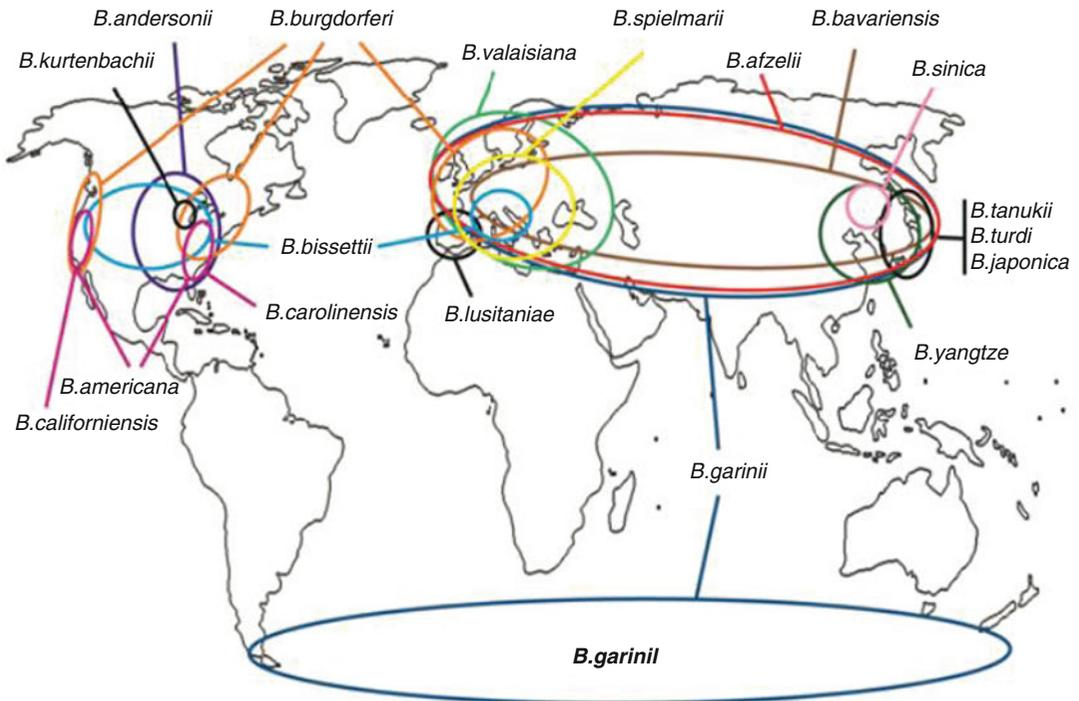 B.andersonii
B.burgdorferi
B.spielmarii
B.bavariensis
B.kurtenbachii
B.valaisiana
B.afzelii
B.sinica
B.tanukii
B.turdi
B.japonica
B.bissettii
B.carolinensis
B.lusitaniae
B.yangtze
B.americana
B.californiensis
B.garinii
B.garinil